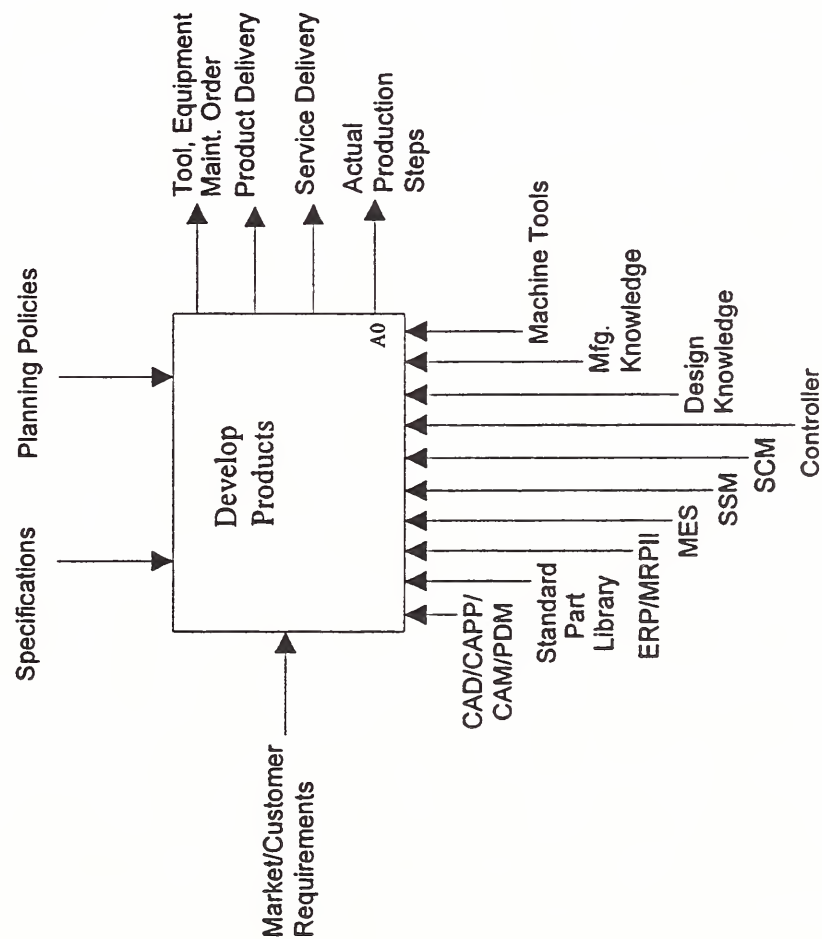 Specifications
Planning Policies
Market/Customer
Requirements
Develop
Products
A0
Tool, Equipment
Maint. Order
Product Delivery
Service Delivery
Actual
Production
Steps
CAD/CAPP/
CAM/PDM
Standard
Part
Library
ERP/MRPII
MES
SSM
SCM
Controller
Design
Knowledge
Mfg.
Knowledge
Machine Tools